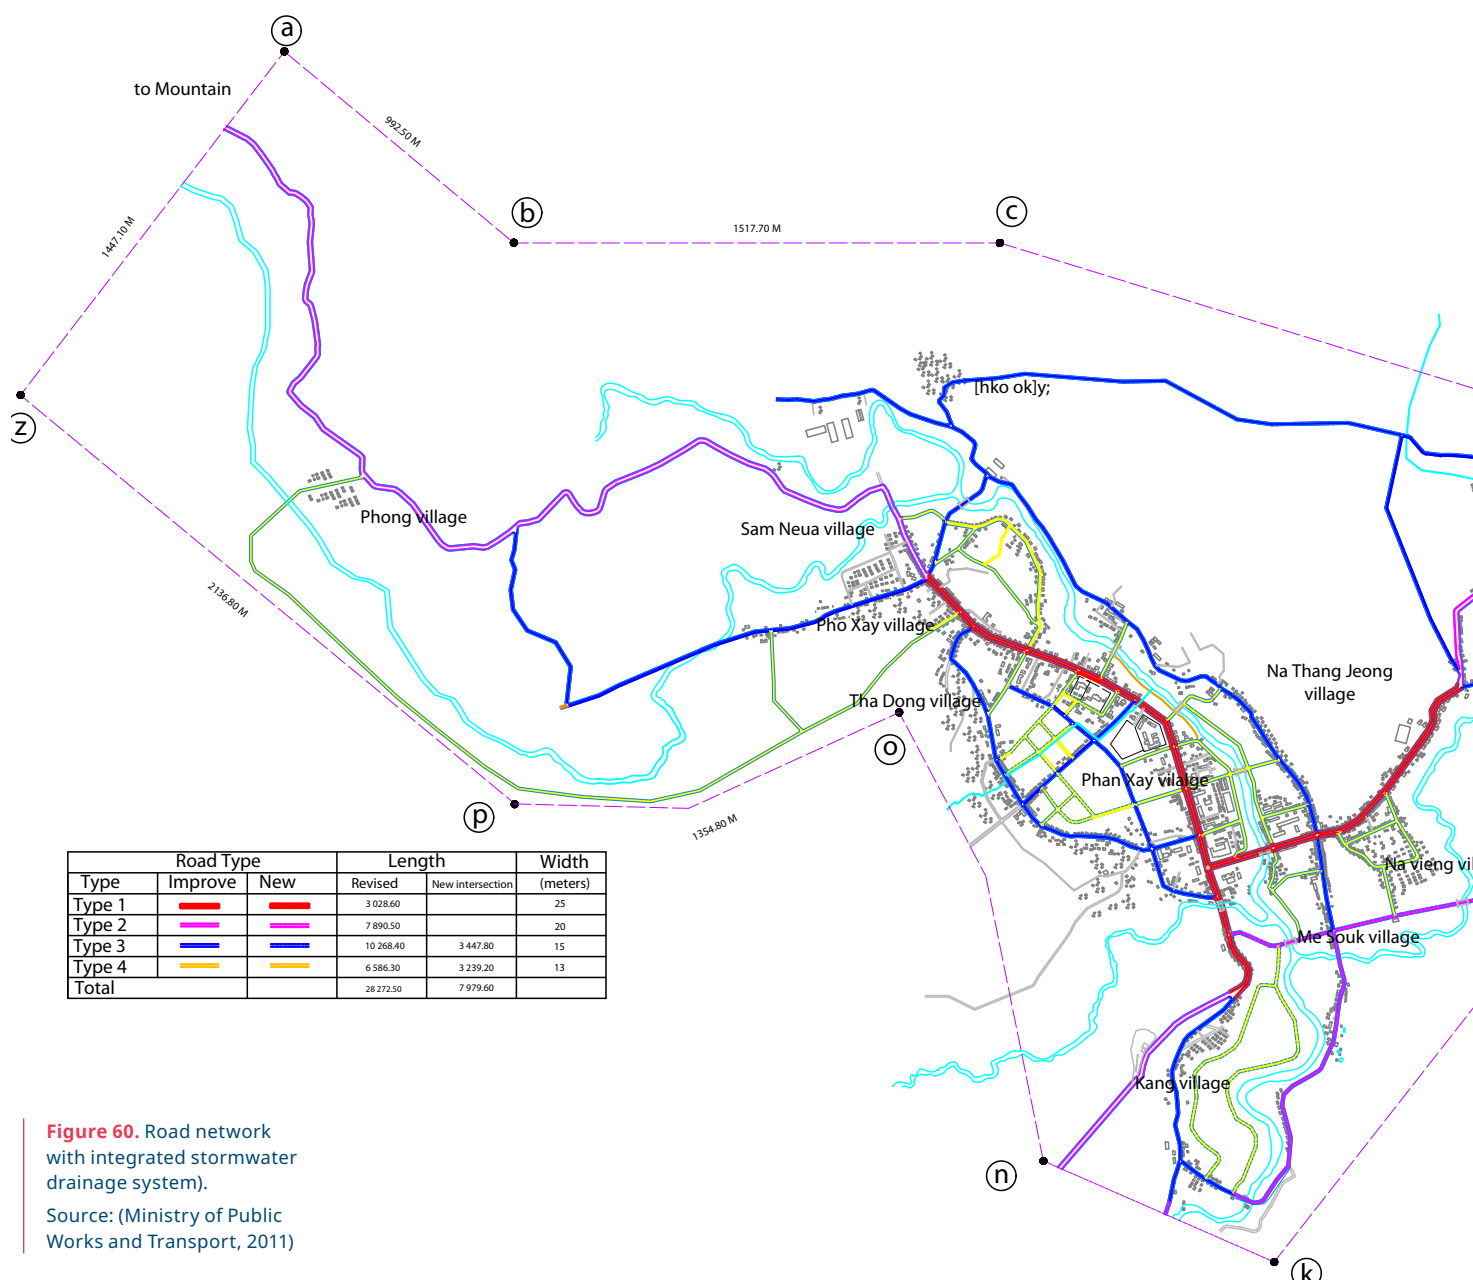 a
to Mountain
992.50 M
b
c
1517.70 M
1447.10 M
z
[hko ok]y;
Phong village
Sam Neua village
2136.80 M
Pho Xay village
Na Thang Jeong
village
Tha Dong village
o
Phan Xay vilalge
p
1354.80 M
Na vieng vil
Me Souk village
Kang village
n
k
Road Type Length Width
Type Improve New Revised New intersection (meters)
Type 1 3 028.60 25
Type 2 7 890.50 20
Type 3 10 268.40 3 447.80 15
Type 4 6 586.30 3 239.20 13
Total 28 272.50 7 979.60
Figure 60. Road network
with integrated stormwater
drainage system).
Source: (Ministry of Public
Works and Transport, 2011)